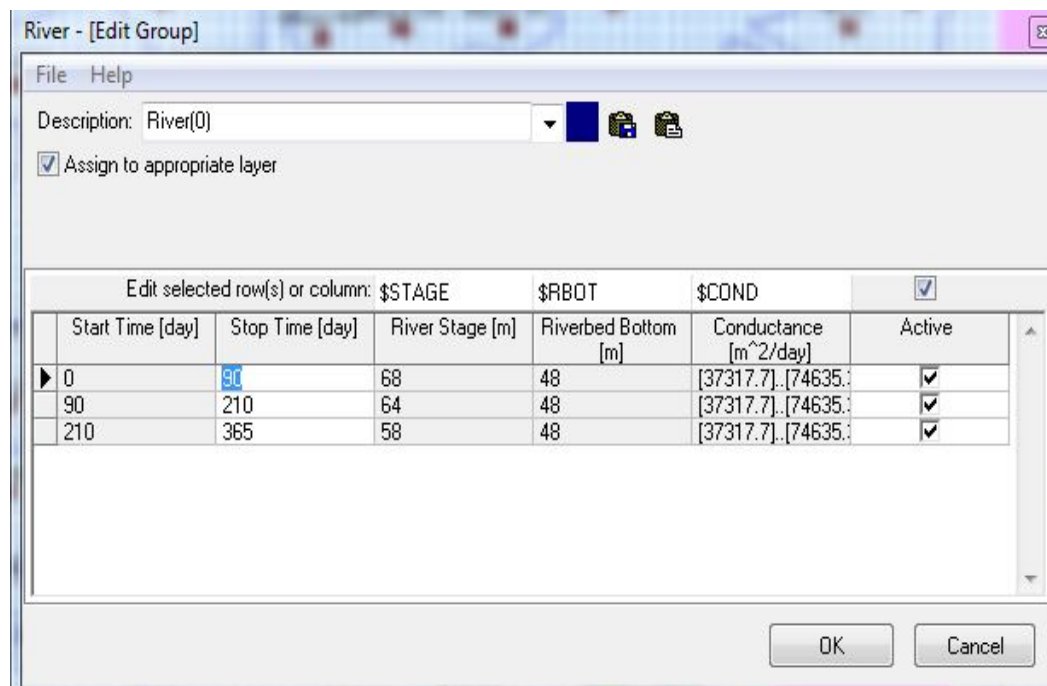 River - [Edit Group]
File Help
Description: River(0)
Assign to appropriate layer
Edit selected row(s) or column: $STAGE $RBOT $COND
Start Time [day] Stop Time [day] River Stage [m] Riverbed Bottom [m] Conductance [m^2/day] Active
0 90 68 48 [37317.7]..[74635.
90 210 64 48 [37317.7]..[74635.
210 365 58 48 [37317.7]..[74635.
OK Cancel